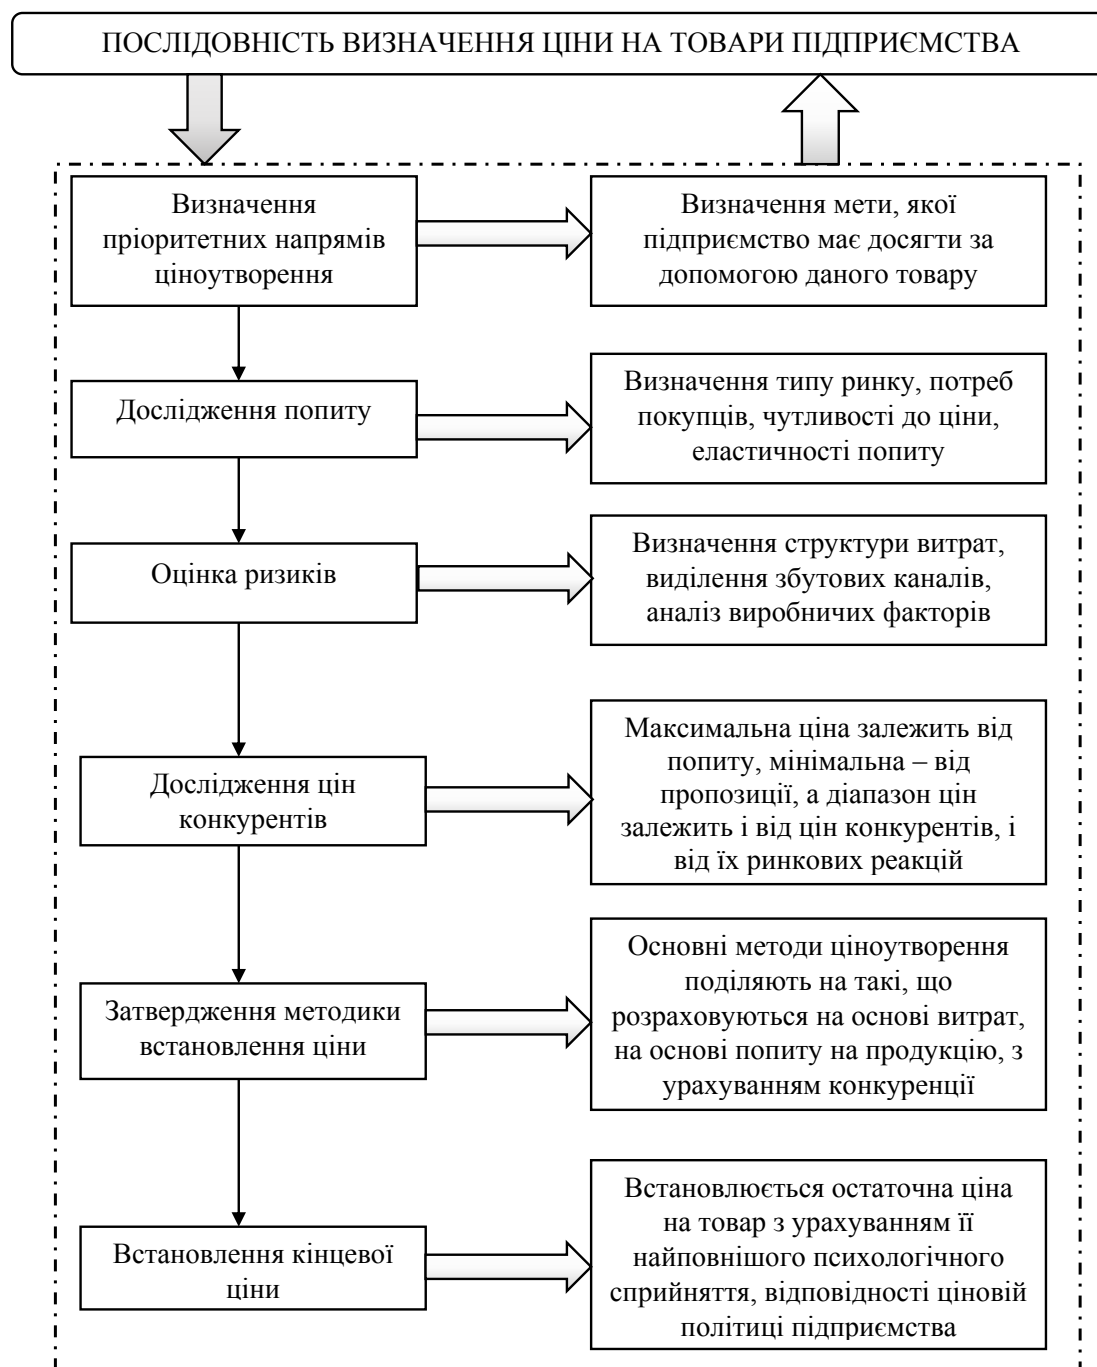 ПОСЛІДОВНІСТЬ ВИЗНАЧЕННЯ ЦІНИ НА ТОВАРИ ПІДПРИЄМСТВА
Визначення
пріоритетних напрямів
ціноутворення
Визначення мети, якої
підприємство має досягти за
допомогою даного товару
Дослідження попиту
Визначення типу ринку, потреб
покупців, чутливості до ціни,
еластичності попиту
Оцінка ризиків
Визначення структури витрат,
виділення збутових каналів,
аналіз виробничих факторів
Дослідження цін
конкурентів
Максимальна ціна залежить від
попиту, мінімальна – від
пропозиції, а діапазон цін
залежить і від цін конкурентів, і
від їх ринкових реакцій
Затвердження методики
встановлення ціни
Основні методи ціноутворення
поділяють на такі, що
розраховуються на основі витрат,
на основі попиту на продукцію, з
урахуванням конкуренції
Встановлення кінцевої
ціни
Встановлюється остаточна ціна
на товар з урахуванням її
найповнішого психологічного
сприйняття, відповідності ціновій
політиці підприємства